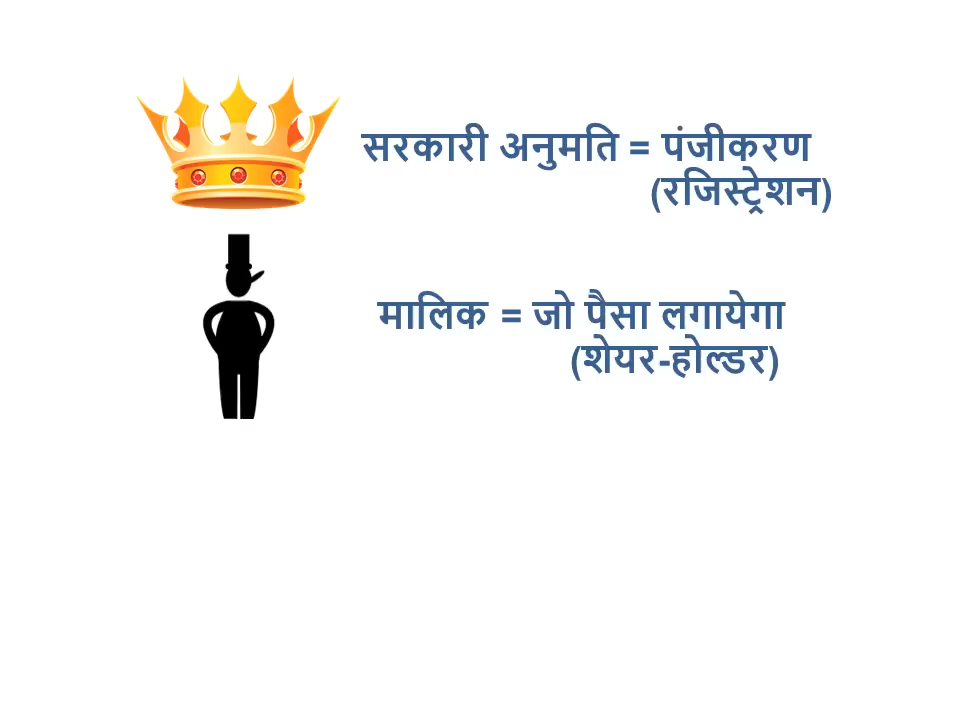 सरकारी अनुमति = पंजीकरण
(रजिस्ट्रेशन)
मालिक = जो पैसा लगायेगा
(शेयर-होल्डर)